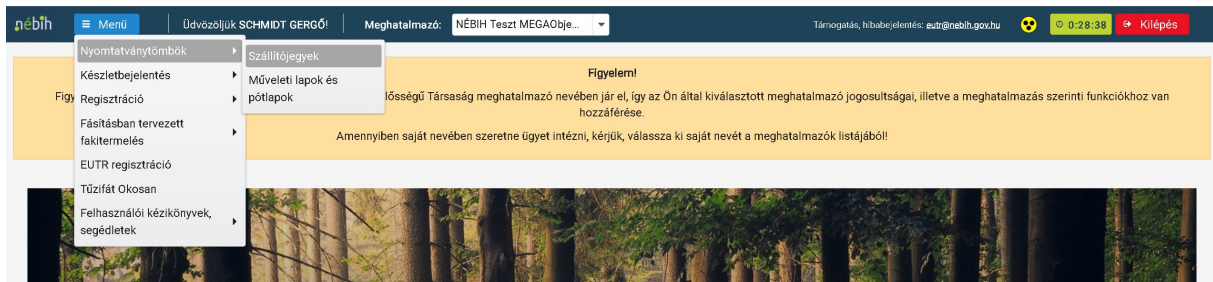 nébih
Menü
Üdvözöljük SCHMIDT GERGŐ!
Meghatalmazó:
NÉBIH Teszt MEGAObje...
Támogatás, hibabejelentés: eutr@nebih.gov.hu
0:28:38
Kilépés
Nyomtatványtömbök
Készletbejelentés
Regisztráció
Fásításban tervezett
fakitermelés
EUTR regisztráció
Tűzifát Okosan
Felhasználói kézikönyvek,
segédletek
Szállítójegyek
Műveleti lapok és
pótlapok
Figyelem!
lősségű Társaság meghatalmazó nevében jár el, így az Ön által kiválasztott meghatalmazó jogosultságai, illetve a meghatalmazás szerinti funkciókhoz van
hozzáférése.
Amennyiben saját nevében szeretne ügyet intézni, kérjük, válassza ki saját nevét a meghatalmazók listájából!